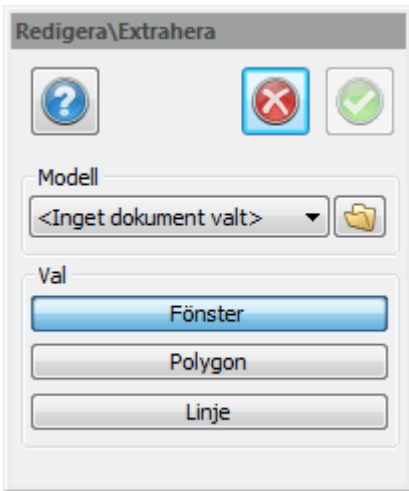 Redigera\Extrahera
Modell
<Inget dokument valt>
Val
Fönster
Polygon
Linje